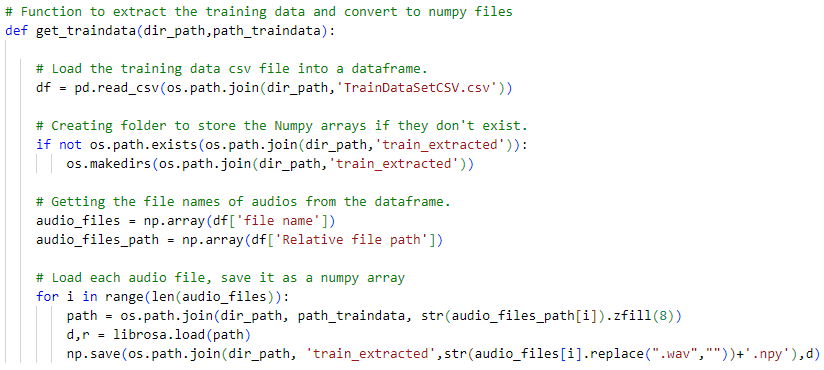 # Function to extract the training data and convert to numpy files
def get_traindata(dir_path,path_traindata):
# Load the training data csv file into a dataframe.
df = pd.read_csv(os.path.join(dir_path,'TrainDataSetCSV.csv'))
# Creating folder to store the Numpy arrays if they don't exist.
if not os.path.exists(os.path.join(dir_path,'train_extracted')):
os.makedirs(os.path.join(dir_path,'train_extracted'))
# Getting the file names of audios from the dataframe.
audio_files = np.array(df['file name'])
audio_files_path = np.array(df['Relative file path'])
# Load each audio file, save it as a numpy array
for i in range(len(audio_files)):
path = os.path.join(dir_path, path_traindata, str(audio_files_path[i]).zfill(8))
d,r = librosa.load(path)
np.save(os.path.join(dir_path, 'train_extracted',str(audio_files[i].replace(".wav",""))+'.npy'),d)